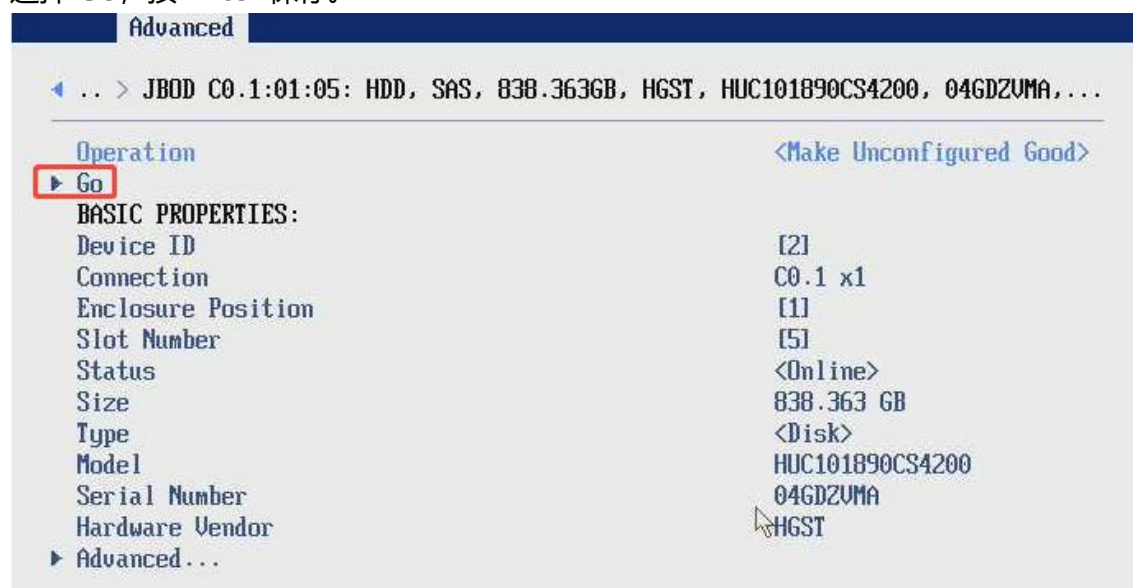 Advanced
.. > JBOD C0.1:01:05: HDD, SAS, 838.363GB, HGST, HUC101890CS4200, 04GDZVMA,...
Operation <Make Unconfigured Good>
Go
BASIC PROPERTIES:
Device ID [2]
Connection C0.1 x1
Enclosure Position [1]
Slot Number [5]
Status <Online>
Size 838.363 GB
Type <Disk>
Model HUC101890CS4200
Serial Number 04GDZVMA
Hardware Vendor HGST
Advanced...